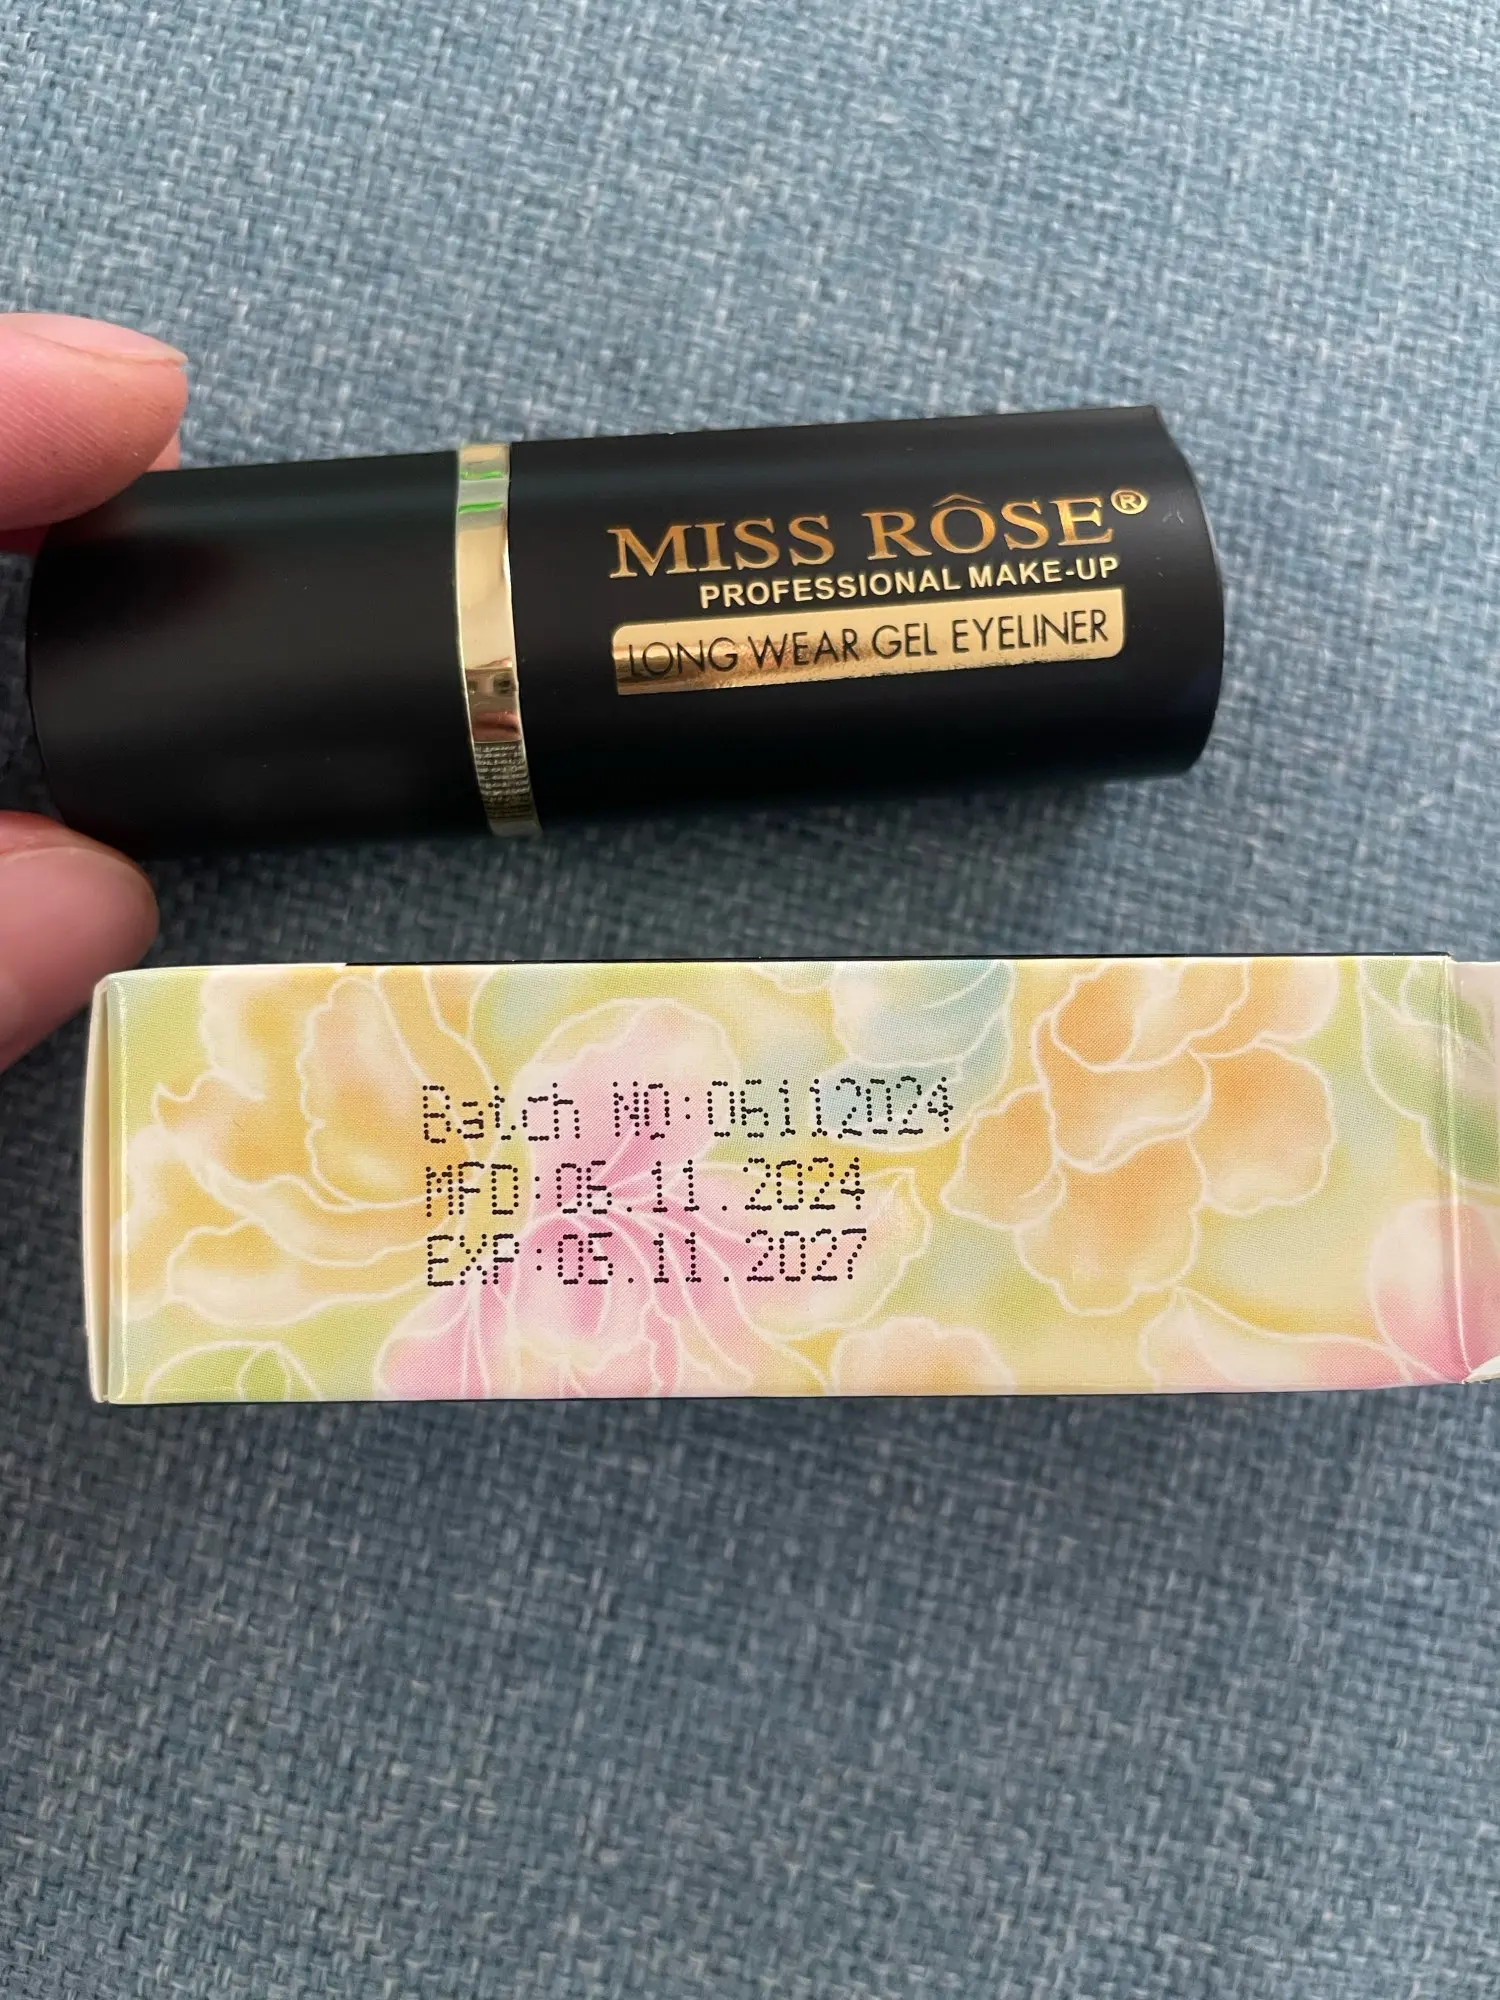 MISS RÔSE®
PROFESSIONAL MAKE-UP
LONG WEAR GEL EYELINER
Batch NO:06112024
MFD:06.11.2024
EXP:05.11.2027